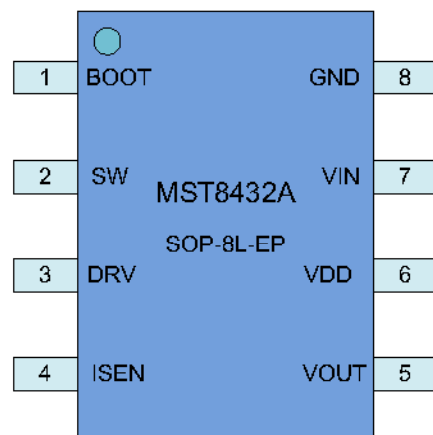 1 BOOT GND 8
2 SW VIN 7
MST8432A
SOP-8L-EP
3 DRV VDD 6
4 ISEN VOUT 5